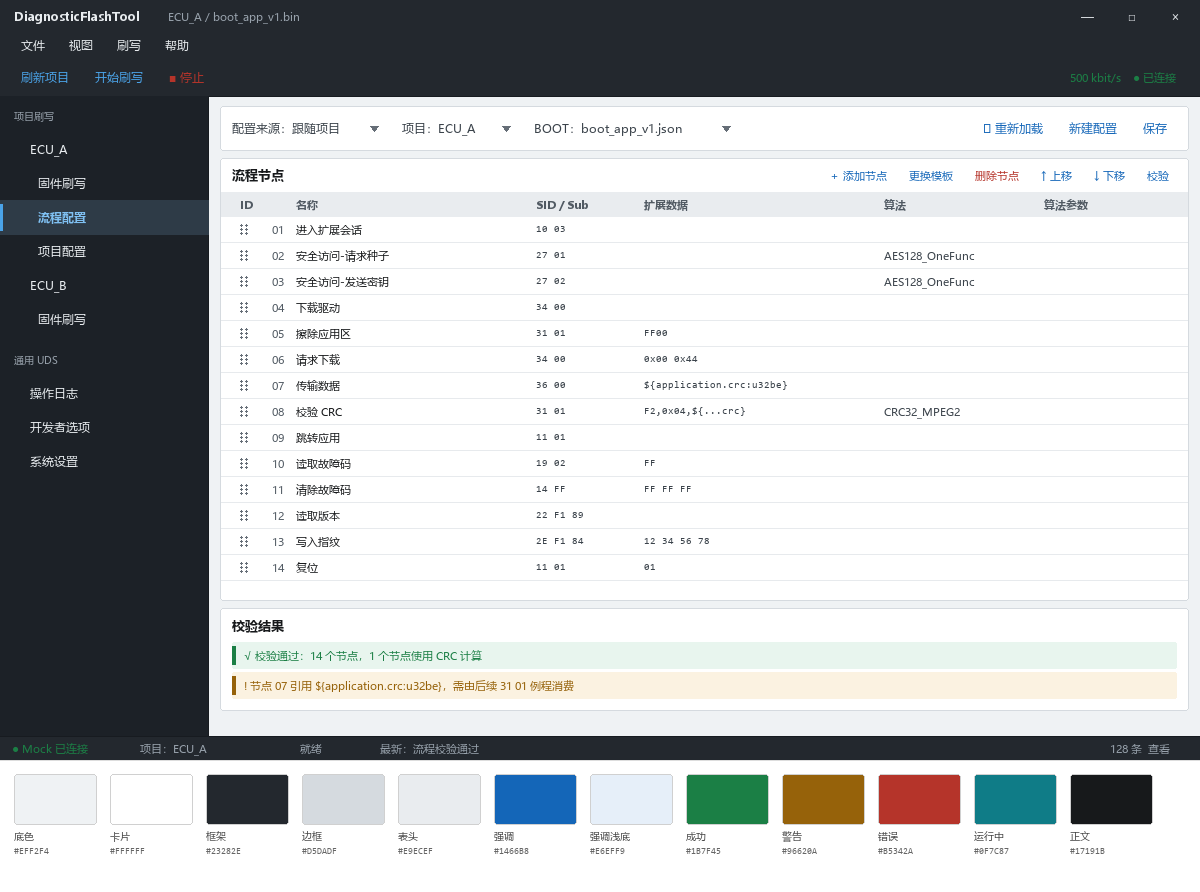 DiagnosticFlashTool ECU_A / boot_app_v1.bin
文件 视图 刷写 帮助
刷新项目 开始刷写 ■ 停止 500 kbit/s ● 已连接
项目刷写
ECU_A
固件刷写
流程配置
项目配置
ECU_B
固件刷写
通用 UDS
操作日志
开发者选项
系统设置
配置来源: 跟随项目 项目: ECU_A BOOT: boot_app_v1.json 重新加载 新建配置 保存
流程节点 + 添加节点 更换模板 删除节点 ↑ 上移 ↓ 下移 校验
ID 名称 SID / Sub 扩展数据 算法 算法参数
01 进入扩展会话 10 03
02 安全访问-请求种子 27 01 AES128_OneFunc
03 安全访问-发送密钥 27 02 AES128_OneFunc
04 下载驱动 34 00
05 擦除应用区 31 01 FF00
06 请求下载 34 00 0x00 0x44
07 传输数据 36 00 ${application.crc:u32be}
08 校验 CRC 31 01 F2,0x04,${...crc} CRC32_MPEG2
09 跳转应用 11 01
10 读取故障码 19 02 FF
11 清除故障码 14 FF FF FF FF
12 读取版本 22 F1 89
13 写入指纹 2E F1 84 12 34 56 78
14 复位 11 01 01
校验结果
√ 校验通过: 14 个节点, 1 个节点使用 CRC 计算
! 节点 07 引用 ${application.crc:u32be}, 需由后续 31 01 例程消费
● Mock 已连接 项目: ECU_A 就绪 最新: 流程校验通过 128 条 查看
底色 卡片 框架 边框 表头 强调 强调浅底 成功 警告 错误 运行中 正文
#EFF2F4 #FFFFFF #23282E #D5DADF #E9ECEF #1466B8 #E6EFF9 #1B7F45 #96620A #B5342A #0F7C87 #17191B